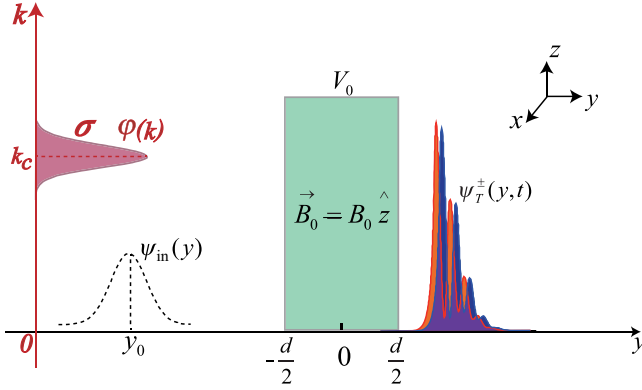 k
V₀
z
y
x
σ φ(k)
k_c
B⃗₀ = B₀ ẑ
ψ_T^±(y,t)
ψ_in(y)
0
y₀
-d/2
0
d/2
y